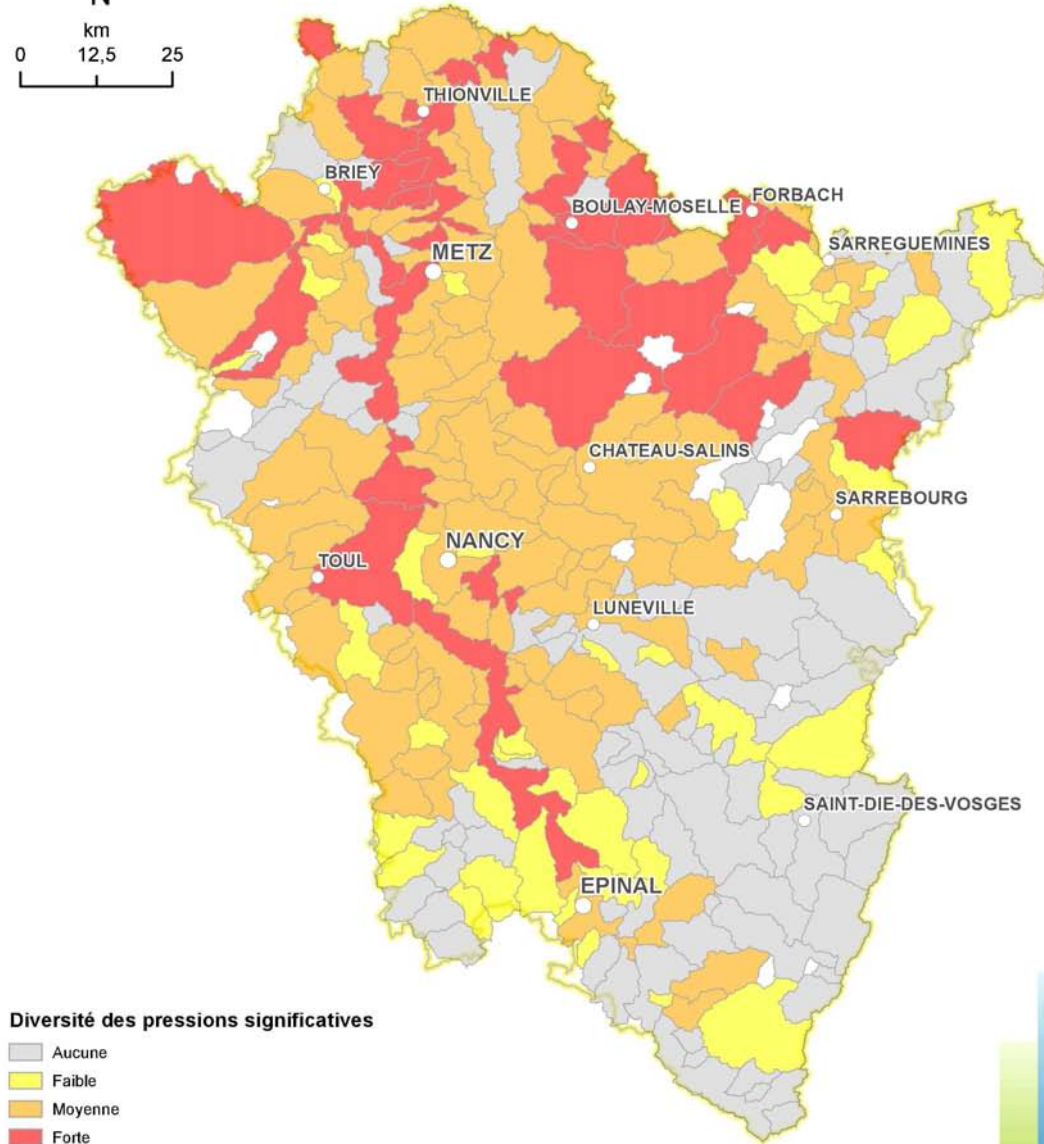 N
km
0 12,5 25
THIONVILLE
BRIEY
BOULAY-MOSELLE
FORBACH
SARREGUEMINES
METZ
CHATEAU-SALINS
SARREBOURG
NANCY
TOUL
LUNEVILLE
SAINT-DIE-DES-VOSGES
EPINAL
Diversité des pressions significatives
Aucune
Faible
Moyenne
Forte